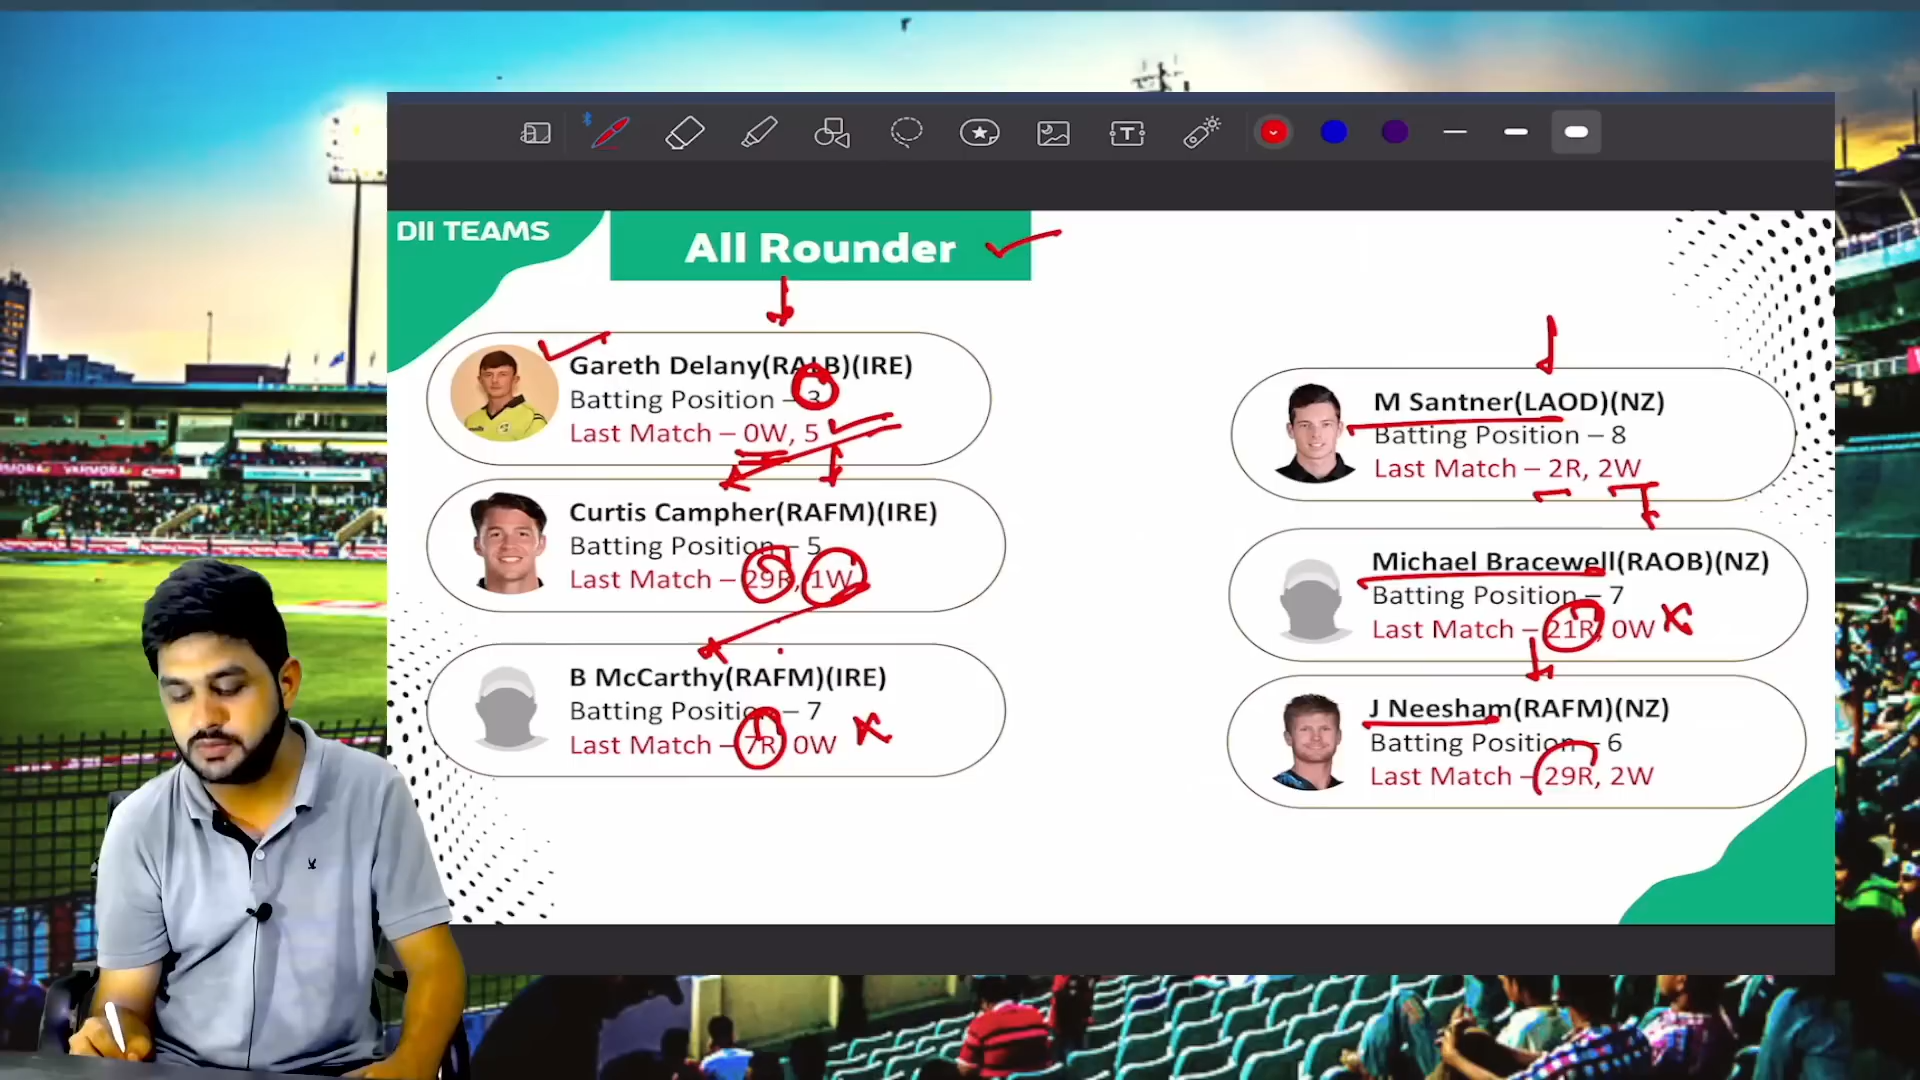 DII TEAMS
All Rounder
Gareth Delany(RALB)(IRE)
Batting Position – 3
Last Match – 0W, 5
Curtis Campher(RAFM)(IRE)
Batting Position – 5
Last Match – 29R, 1W
B McCarthy(RAFM)(IRE)
Batting Position – 7
Last Match – 7R, 0W
M Santner(LAOD)(NZ)
Batting Position – 8
Last Match – 2R, 2W
Michael Bracewell(RAOB)(NZ)
Batting Position – 7
Last Match – 21R, 0W
J Neesham(RAFM)(NZ)
Batting Position – 6
Last Match – 29R, 2W